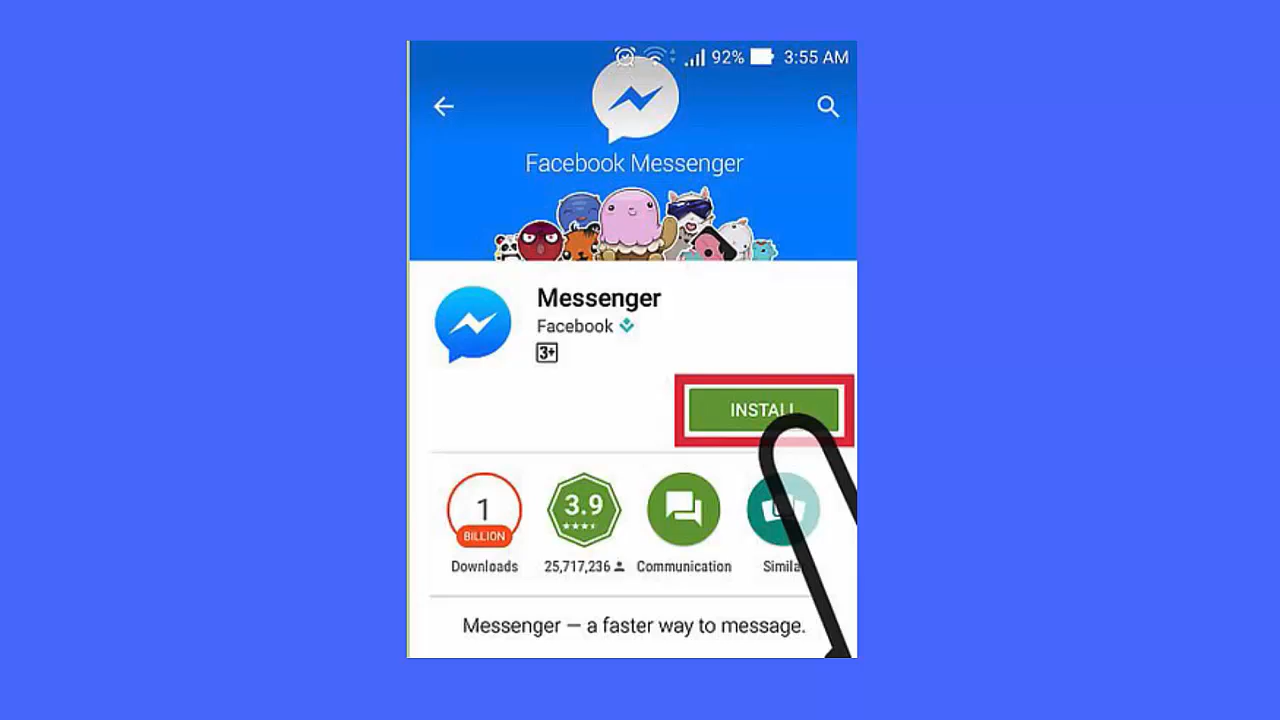 92% 3:55 AM
Facebook Messenger
Messenger
Facebook
3+
INSTALL
1
BILLION
3.9
Downloads
25,717,236
Communication
Simila
Messenger — a faster way to message.